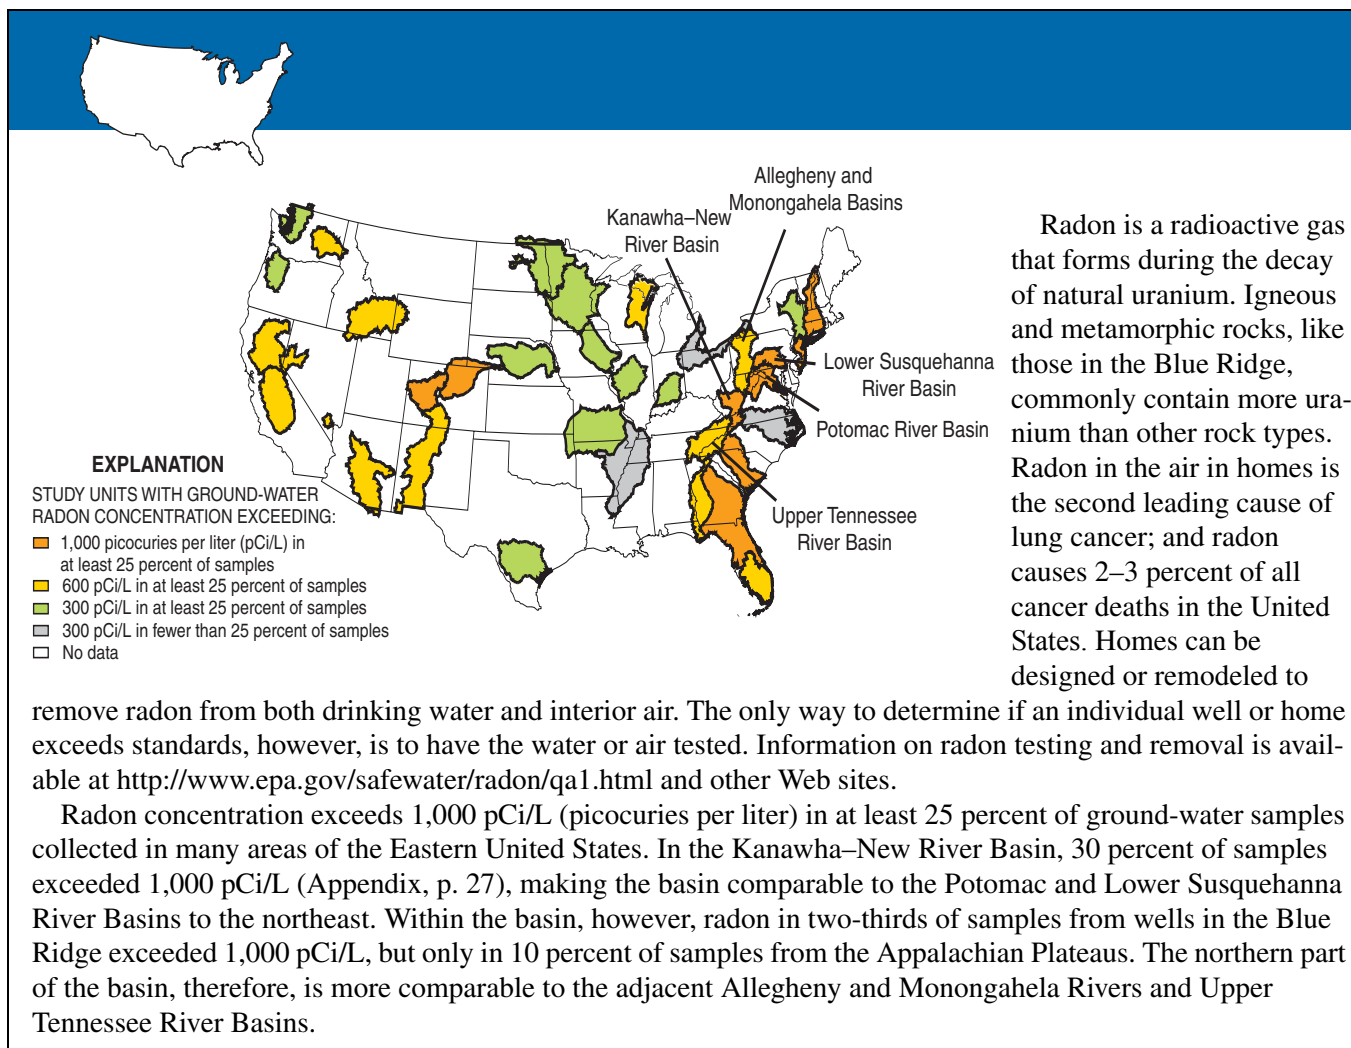 Allegheny and
Monongahela Basins
Kanawha–New
River Basin
Lower Susquehanna
River Basin
Potomac River Basin
Upper Tennessee
River Basin
EXPLANATION
STUDY UNITS WITH GROUND-WATER
RADON CONCENTRATION EXCEEDING:
1,000 picocuries per liter (pCi/L) in
at least 25 percent of samples
600 pCi/L in at least 25 percent of samples
300 pCi/L in at least 25 percent of samples
300 pCi/L in fewer than 25 percent of samples
No data
Radon is a radioactive gas
that forms during the decay
of natural uranium. Igneous
and metamorphic rocks, like
those in the Blue Ridge,
commonly contain more ura-
nium than other rock types.
Radon in the air in homes is
the second leading cause of
lung cancer; and radon
causes 2–3 percent of all
cancer deaths in the United
States. Homes can be
designed or remodeled to
remove radon from both drinking water and interior air. The only way to determine if an individual well or home
exceeds standards, however, is to have the water or air tested. Information on radon testing and removal is avail-
able at http://www.epa.gov/safewater/radon/qa1.html and other Web sites.
Radon concentration exceeds 1,000 pCi/L (picocuries per liter) in at least 25 percent of ground-water samples
collected in many areas of the Eastern United States. In the Kanawha–New River Basin, 30 percent of samples
exceeded 1,000 pCi/L (Appendix, p. 27), making the basin comparable to the Potomac and Lower Susquehanna
River Basins to the northeast. Within the basin, however, radon in two-thirds of samples from wells in the Blue
Ridge exceeded 1,000 pCi/L, but only in 10 percent of samples from the Appalachian Plateaus. The northern part
of the basin, therefore, is more comparable to the adjacent Allegheny and Monongahela Rivers and Upper
Tennessee River Basins.